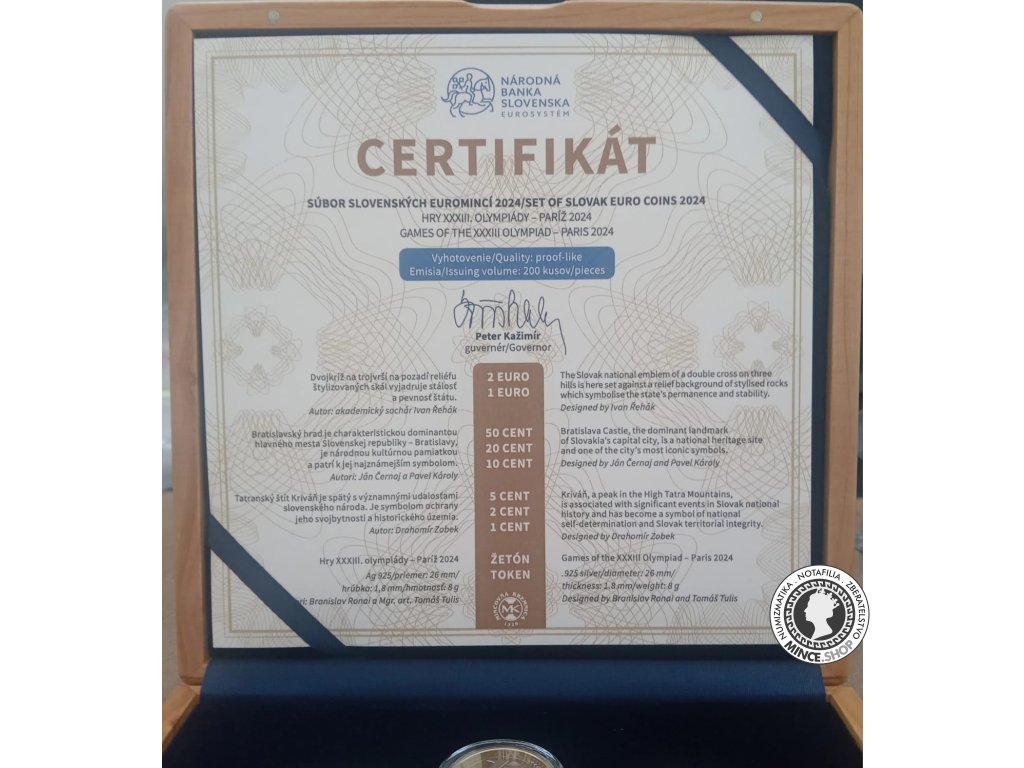 NÁRODNÁ
BANKA
SLOVENSKA
EUROSYSTÉM
CERTIFIKÁT
SÚBOR SLOVENSKÝCH EUROMINCÍ 2024/SET OF SLOVAK EURO COINS 2024
HRY XXXIII. OLYMPIÁDY – PARÍŽ 2024
GAMES OF THE XXXIII OLYMPIAD – PARIS 2024
Vyhotovenie/Quality: proof-like
Emisia/Issuing volume: 200 kusov/pieces
Peter Kažimír
guvernér/Governor
Dvojkríž na trojvrší na pozadí reliéfu
štylizovaných skál vyjadruje stálosť
a pevnosť štátu.
Autor: akademický sochár Ivan Řehák
2 EURO
1 EURO
The Slovak national emblem of a double cross on three
hills is here set against a relief background of stylised rocks
which symbolise the state's permanence and stability.
Designed by Ivan Řehák
Bratislavský hrad je charakteristickou dominantou
hlavného mesta Slovenskej republiky – Bratislavy,
je národnou kultúrnou pamiatkou
a patrí k jej najznámejším symbolom.
Autori: Ján Černaj a Pavel Károly
50 CENT
20 CENT
10 CENT
Bratislava Castle, the dominant landmark
of Slovakia's capital city, is a national heritage site
and one of the city's most iconic symbols.
Designed by Ján Černaj and Pavel Károly
Tatranský štít Kriváň je spätý s významnými udalosťami
slovenského národa. Je symbolom ochrany
jeho svojbytnosti a historického územia.
Autor: Drahomír Zobek
5 CENT
2 CENT
1 CENT
Kriváň, a peak in the High Tatra Mountains,
is associated with significant events in Slovak national
history and has become a symbol of national
self-determination and Slovak territorial integrity.
Designed by Drahomír Zobek
Hry XXXIII. olympiády – Paríž 2024
Ag 925/priemer: 26 mm/
hrúbka: 1,8 mm/hmotnosť: 8 g
Branislav Ronai a Mgr. art. Tomáš Tulis
ŽETÓN
TOKEN
MINCOVŇA KREMNICA
MK
1328
Games of the XXXIII Olympiad – Paris 2024
.925 silver/diameter: 26 mm/
thickness: 1.8 mm/weight: 8 g
Designed by Branislav Ronai and Tomáš Tulis
NUMIZMATIKA . NOTAFILIA . ZBERATEĽSTVO
MINCE.SHOP